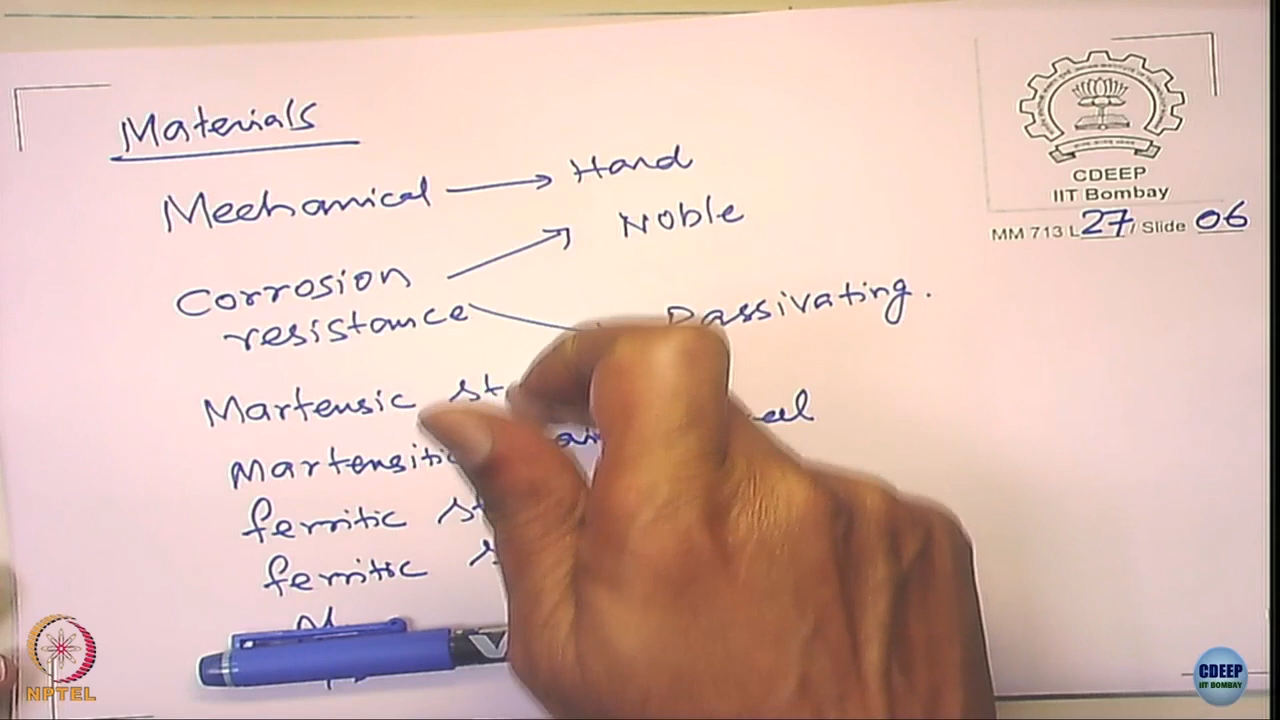 Materials
Mechanical → Hard
Noble
Corrosion
resistance
Passivating.
Martensic
Martensitic
ferritic
ferritic
CDEEP
IIT Bombay
MM 713 L 27 / Slide 06
NPTEL
CDEEP
IIT BOMBAY